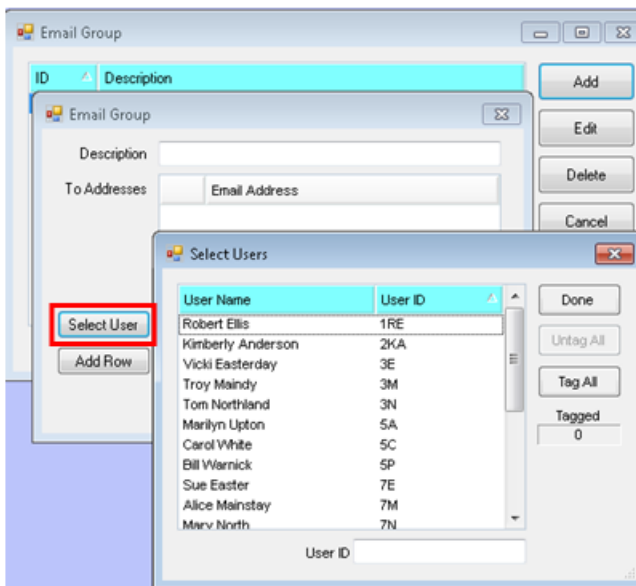 Email Group
ID Description
Add
Edit
Delete
Cancel
Email Group
Description
To Addresses Email Address
Select User
Add Row
Select Users
User Name User ID
Robert Ellis 1RE
Kimberly Anderson 2KA
Vicki Easterday 3E
Troy Maindy 3M
Tom Northland 3N
Marilyn Upton 5A
Carol White 5C
Bill Warnick 5P
Sue Easter 7E
Alice Mainstay 7M
Mary North 7N
User ID
Done
Untag All
Tag All
Tagged
0